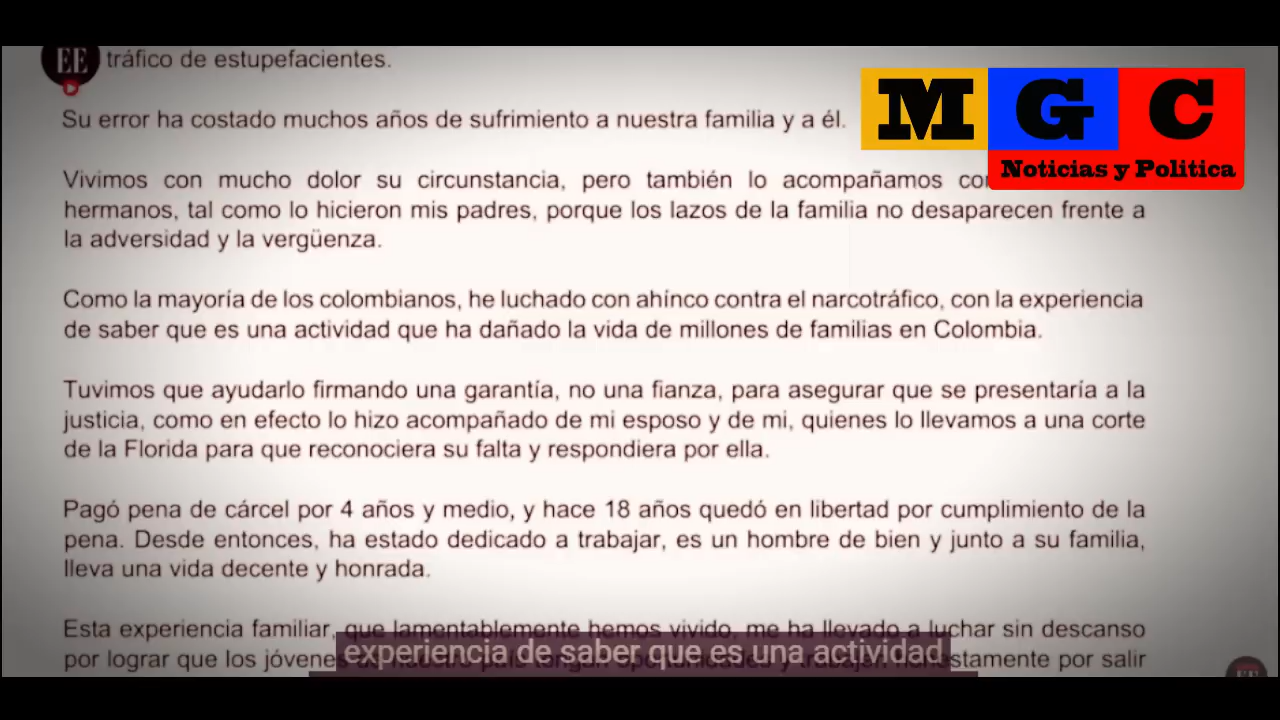 EE
tráfico de estupefacientes.
M G C
Noticias y Politica
Su error ha costado muchos años de sufrimiento a nuestra familia y a él.
Vivimos con mucho dolor su circunstancia, pero también lo acompañamos
hermanos, tal como lo hicieron mis padres, porque los lazos de la familia no desaparecen frente a
la adversidad y la vergüenza.
Como la mayoría de los colombianos, he luchado con ahínco contra el narcotráfico, con la experiencia
de saber que es una actividad que ha dañado la vida de millones de familias en Colombia.
Tuvimos que ayudarlo firmando una garantía, no una fianza, para asegurar que se presentaría a la
justicia, como en efecto lo hizo acompañado de mi esposo y de mi, quienes lo llevamos a una corte
de la Florida para que reconociera su falta y respondiera por ella.
Pagó pena de cárcel por 4 años y medio, y hace 18 años quedó en libertad por cumplimiento de la
pena. Desde entonces, ha estado dedicado a trabajar, es un hombre de bien y junto a su familia,
lleva una vida decente y honrada.
Esta experiencia familiar, que lamentablemente hemos vivido, me ha llevado a luchar sin descanso
por lograr que los jóvenes por salir
experiencia de saber que es una actividad
EE